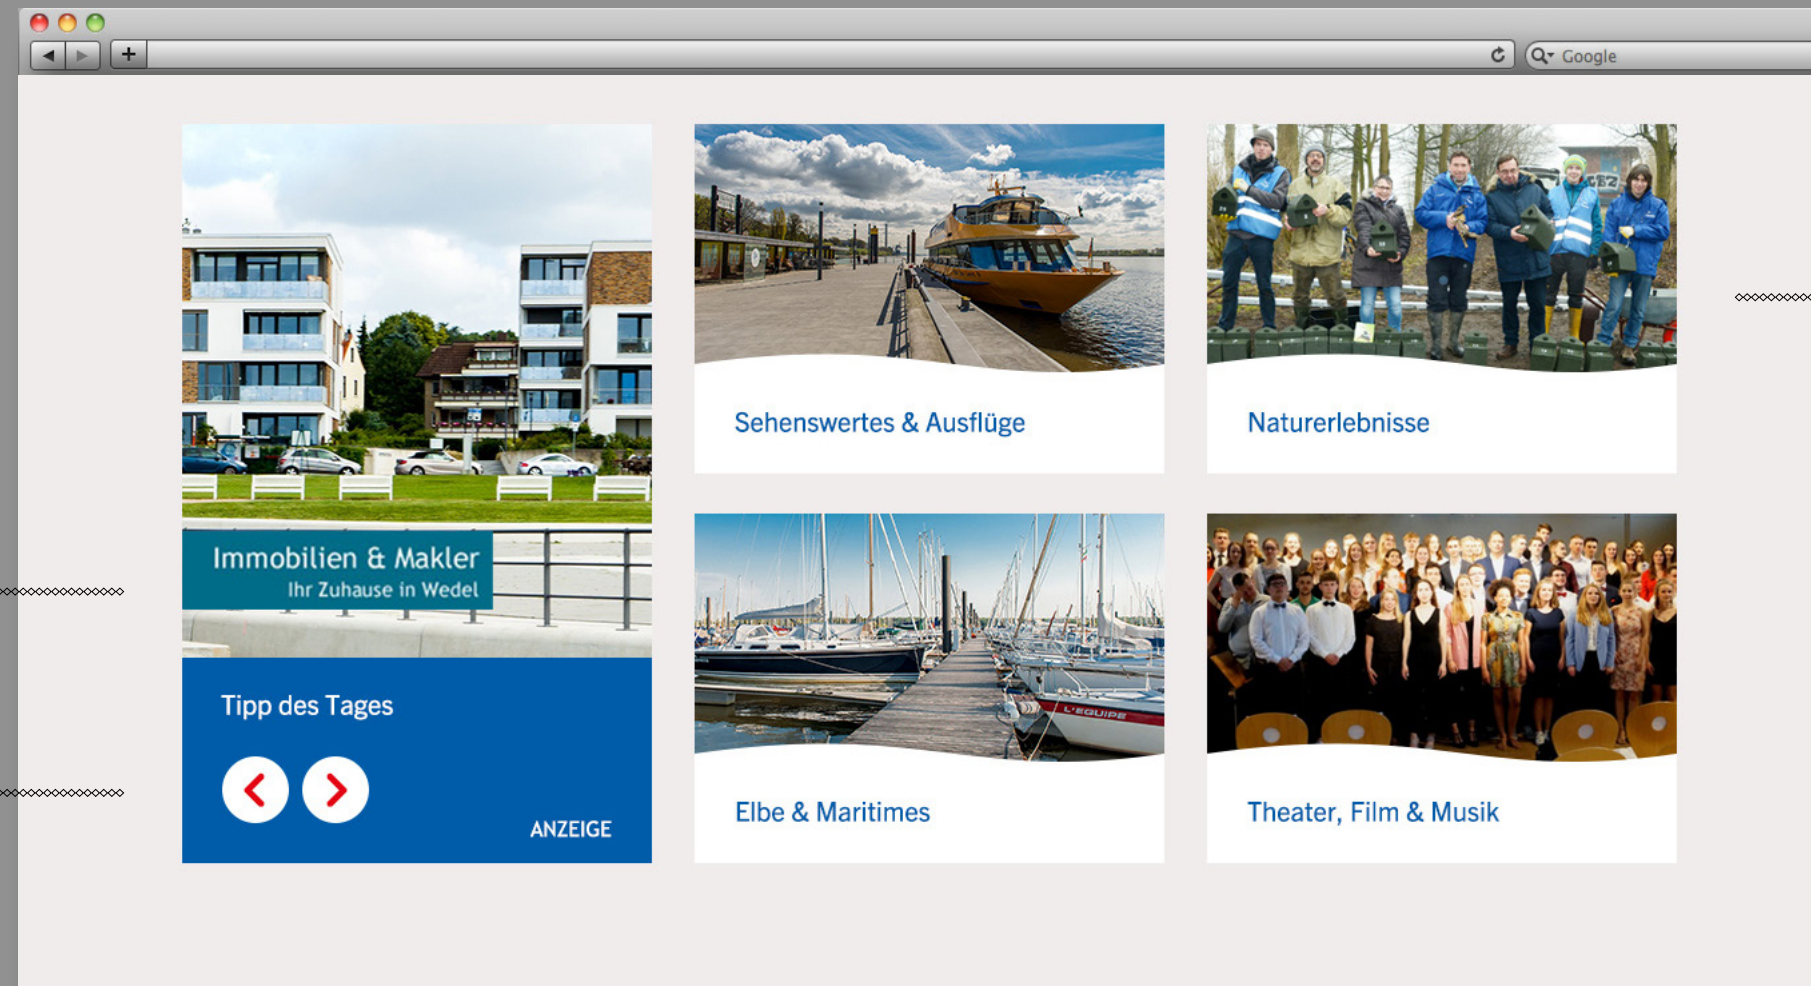 Google
Immobilien & Makler
Ihr Zuhause in Wedel
Tipp des Tages
ANZEIGE
Sehenswertes & Ausflüge
Naturerlebnisse
L'EQUIPE
Elbe & Maritimes
Theater, Film & Musik